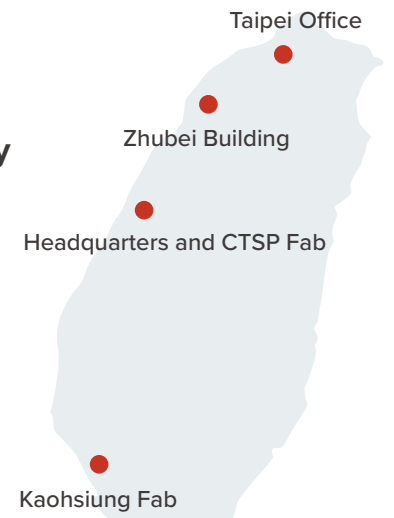 Taipei Office
Zhubei Building
y
Headquarters and CTSP Fab
Kaohsiung Fab